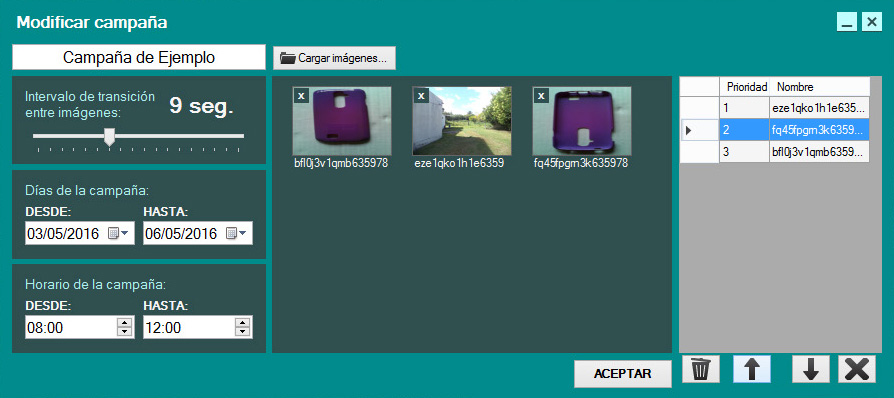 Modificar campaña
Campaña de Ejemplo
Cargar imágenes...
Intervalo de transición
entre imágenes:
9 seg.
Días de la campaña:
DESDE:
HASTA:
03/05/2016
06/05/2016
Horario de la campaña:
DESDE:
HASTA:
08:00
12:00
x
x
x
bfl0j3v1qmb635978
eze1qko1h1e6359
fq45fpgm3k635978
Prioridad Nombre
1 eze1qko1h1e635...
2 fq45fpgm3k6359...
3 bfl0j3v1qmb6359...
ACEPTAR